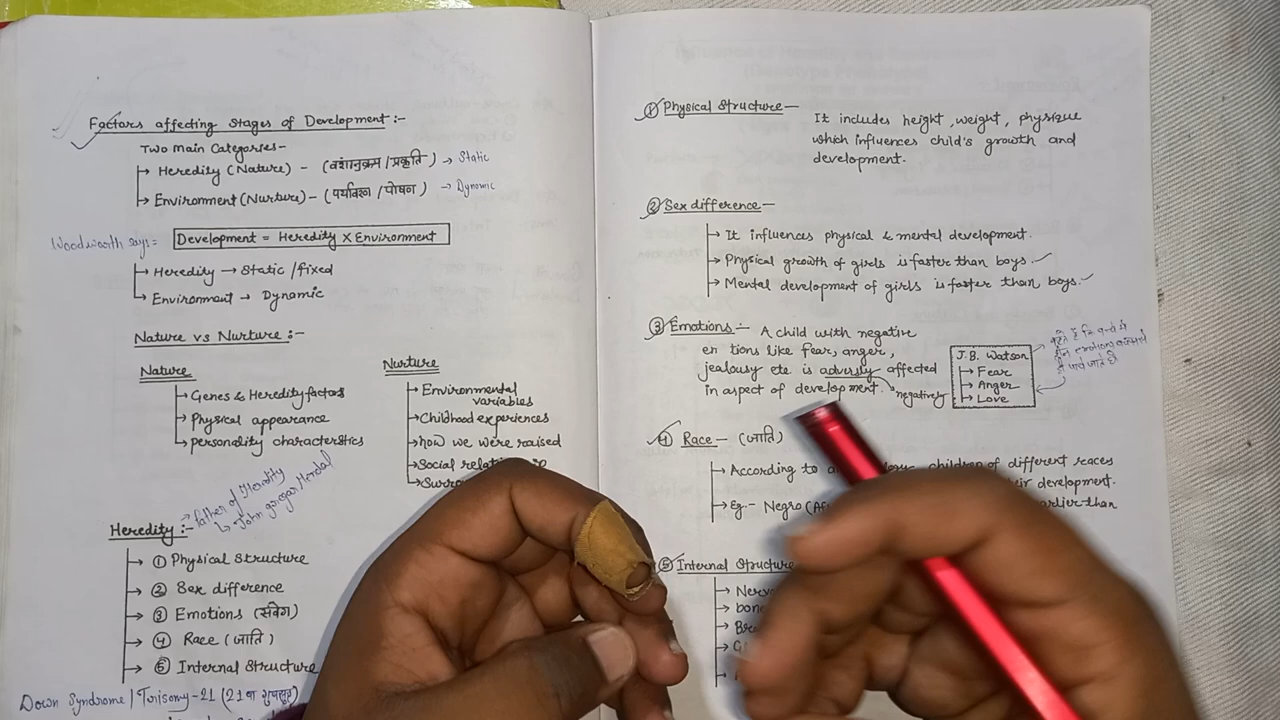 Factors affecting Stages of Development :-
Two Main Categories-
Heredity (Nature) - (वंशानुक्रम / प्रकृति) → Static
Environment (Nurture) - (पर्यावरण / पोषण) → Dynamic
Woodworth says:- Development = Heredity X Environment
Heredity → Static / fixed
Environment → Dynamic
Nature vs Nurture :-
Nature
Genes & Heredity factors
Physical appearance
personality characteristics
Nurture
Environmental
variables
Childhood experiences
how we were raised
Social
Heredity :-
father of Heredity
John gregor Mendal
① Physical Structure
② Sex difference
③ Emotions (संवेग)
④ Race (जाति)
⑤ Internal Structure
Down Syndrome / Trisomy-21 (21
① Physical Structure —
It includes height, weight, physique
which influences child's growth and
development.
② Sex difference —
It influences physical & mental development.
Physical growth of girls is faster than boys.
Mental development of girls is faster than boys.
③ Emotions :- A child with negative
tions like fear, anger,
jealousy etc is adversly affected
in aspect of development. negatively
J.B. Watson
Fear
Anger
Love
④ Race — (जाति)
According to children of different races
their development.
Eg.- Negro earlier than
⑤ Internal Structure